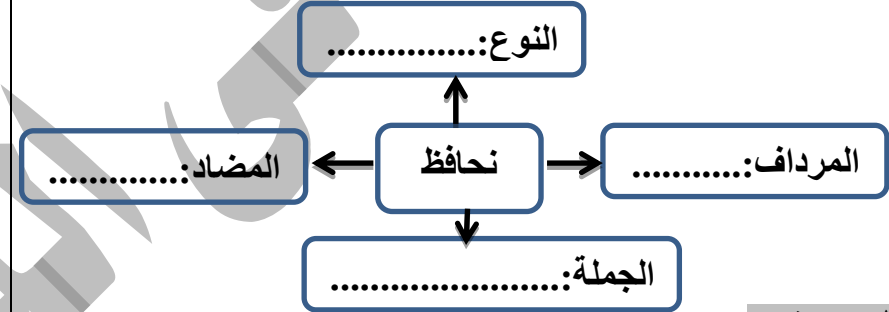 النوع:...............
المرداف:...........
نحافظ
المضاد:.............
الجملة:.......................